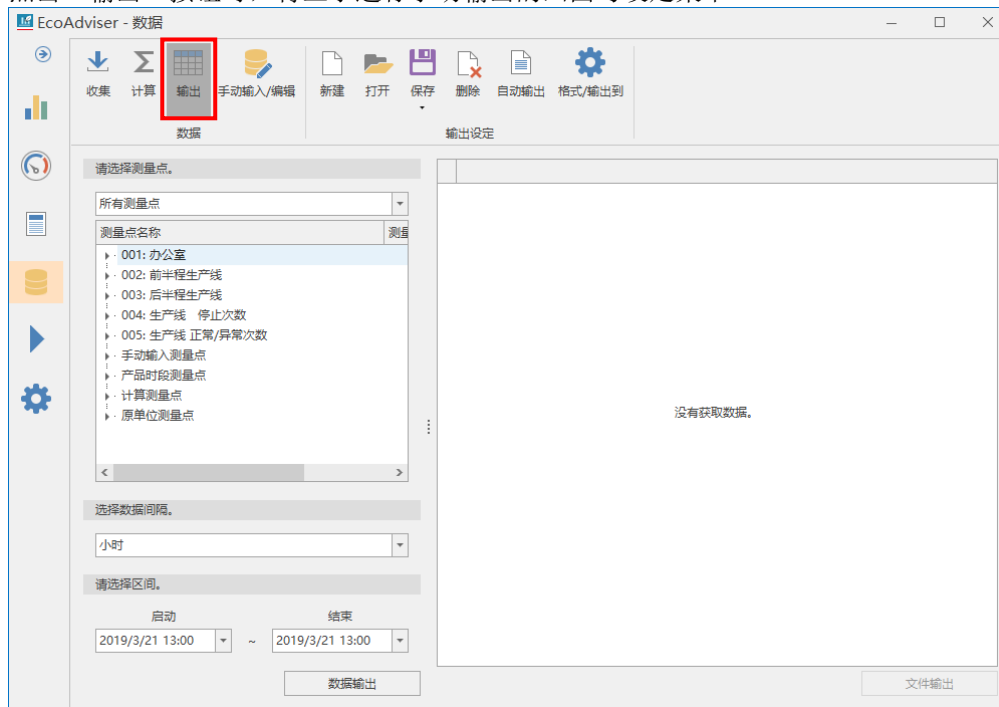 EcoAdviser - 数据
收集 计算 输出 手动输入/编辑 新建 打开 保存 删除 自动输出 格式/输出到
数据 输出设定
请选择测量点。
所有测量点
测量点名称 测量
001: 办公室
002: 前半程生产线
003: 后半程生产线
004: 生产线 停止次数
005: 生产线 正常/异常次数
手动输入测量点
产品时段测量点
计算测量点
原单位测量点
没有获取数据。
选择数据间隔。
小时
请选择区间。
启动 结束
2019/3/21 13:00 ~ 2019/3/21 13:00
数据输出 文件输出